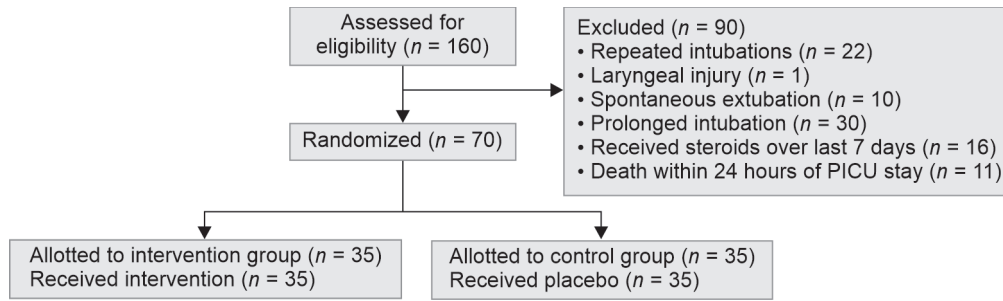 Assessed for
eligibility (n = 160)
Excluded (n = 90)
• Repeated intubations (n = 22)
• Laryngeal injury (n = 1)
• Spontaneous extubation (n = 10)
• Prolonged intubation (n = 30)
• Received steroids over last 7 days (n = 16)
• Death within 24 hours of PICU stay (n = 11)
Randomized (n = 70)
Allotted to intervention group (n = 35)
Received intervention (n = 35)
Allotted to control group (n = 35)
Received placebo (n = 35)